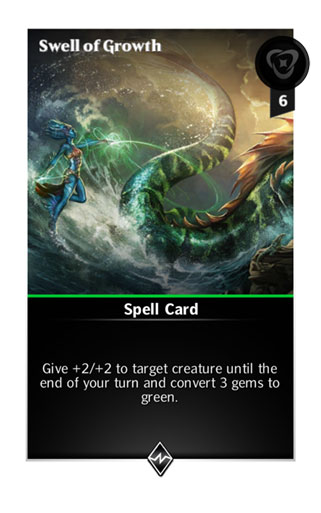 Swell of Growth
6
Spell Card
Give +2/+2 to target creature until the
end of your turn and convert 3 gems to
green.